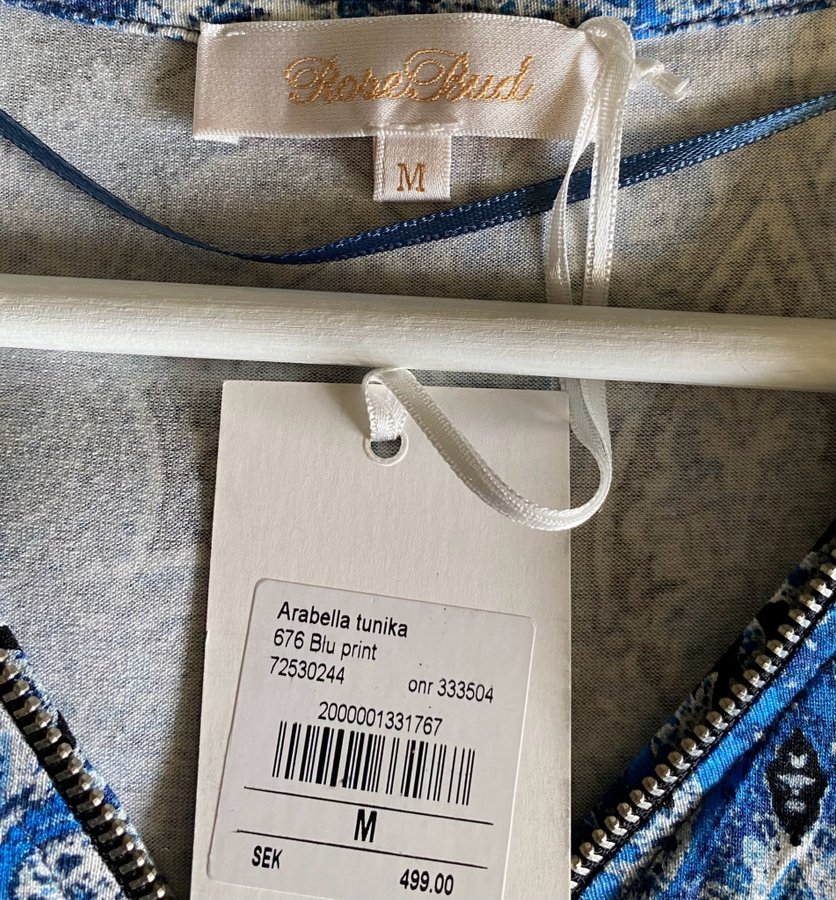 RoseBud
M
Arabella tunika
676 Blu print
72530244 onr 333504
2000001331767
M
SEK 499.00